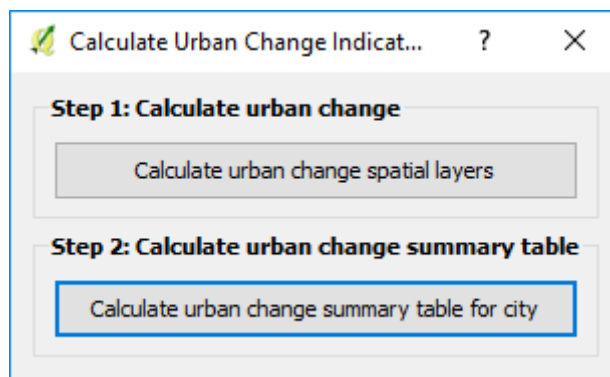 Calculate Urban Change Indicat... ?
Step 1: Calculate urban change
Calculate urban change spatial layers
Step 2: Calculate urban change summary table
Calculate urban change summary table for city